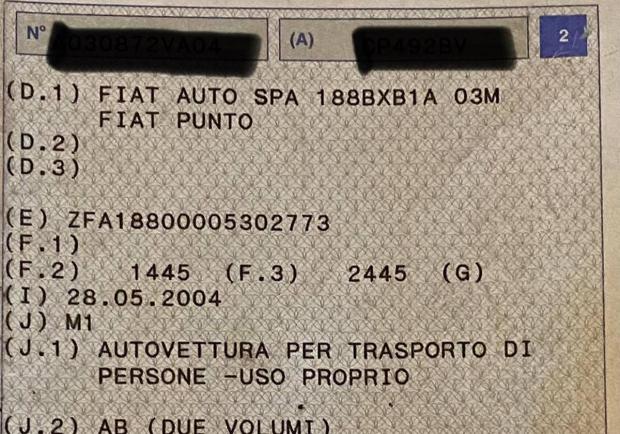 N° (A) 2
(D.1) FIAT AUTO SPA 188BXB1A 03M
FIAT PUNTO
(D.2)
(D.3)
(E) ZFA18800005302773
(F.1)
(F.2) 1445 (F.3) 2445 (G)
(I) 28.05.2004
(J) M1
(J.1) AUTOVETTURA PER TRASPORTO DI
PERSONE -USO PROPRIO
(J.2) AB (DUE VOLUMI)